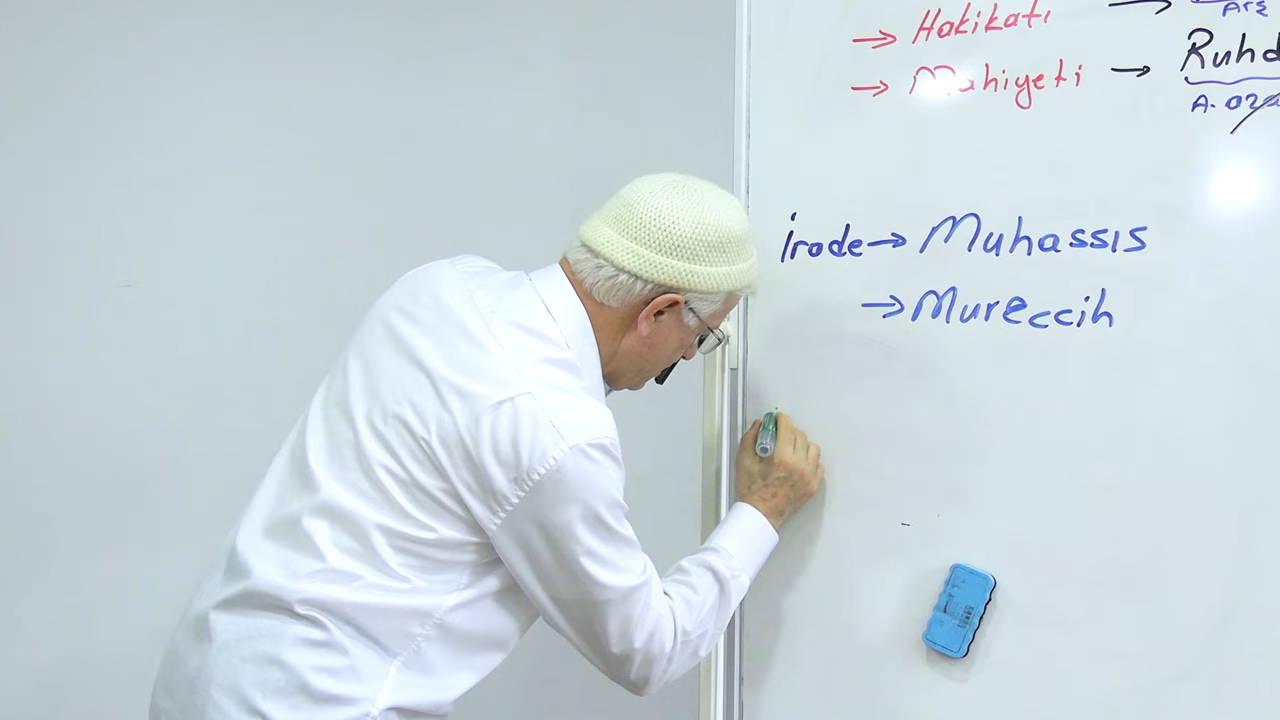 → Hakikatı →
→ Mahiyeti → Ruhd
İrade → Muhassıs
→ Mureccih